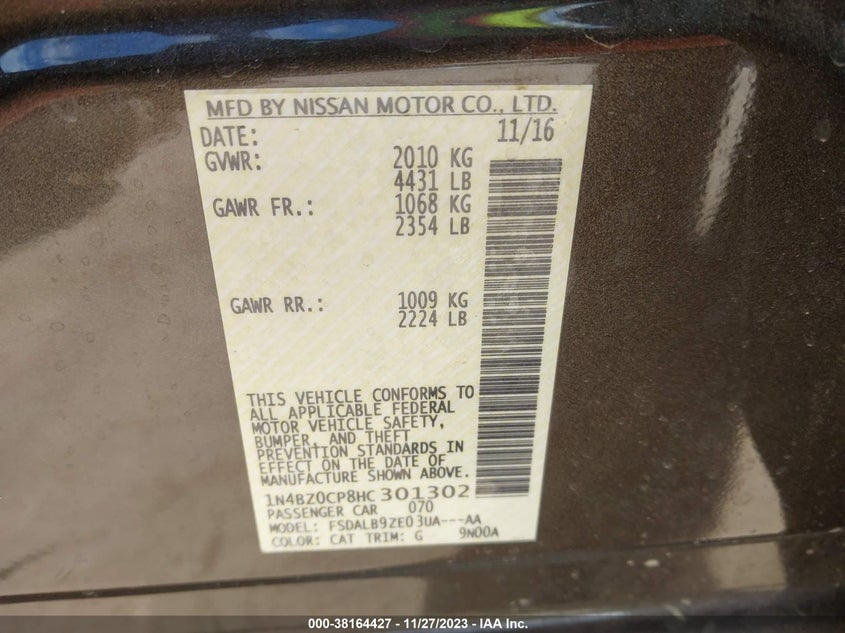 MFD BY NISSAN MOTOR CO., LTD.
DATE: 11/16
GVWR: 2010 KG
4431 LB
GAWR FR.: 1068 KG
2354 LB
GAWR RR.: 1009 KG
2224 LB
THIS VEHICLE CONFORMS TO
ALL APPLICABLE FEDERAL
MOTOR VEHICLE SAFETY,
BUMPER, AND THEFT
PREVENTION STANDARDS IN
EFFECT ON THE DATE OF
MANUFACTURE SHOWN ABOVE.
1N4BZ0CP8HC301302
PASSENGER CAR 070
MODEL: FSDALB9ZE03UA---AA
COLOR: CAT TRIM: G 9N00A
000-38164427 - 11/27/2023 - IAA Inc.